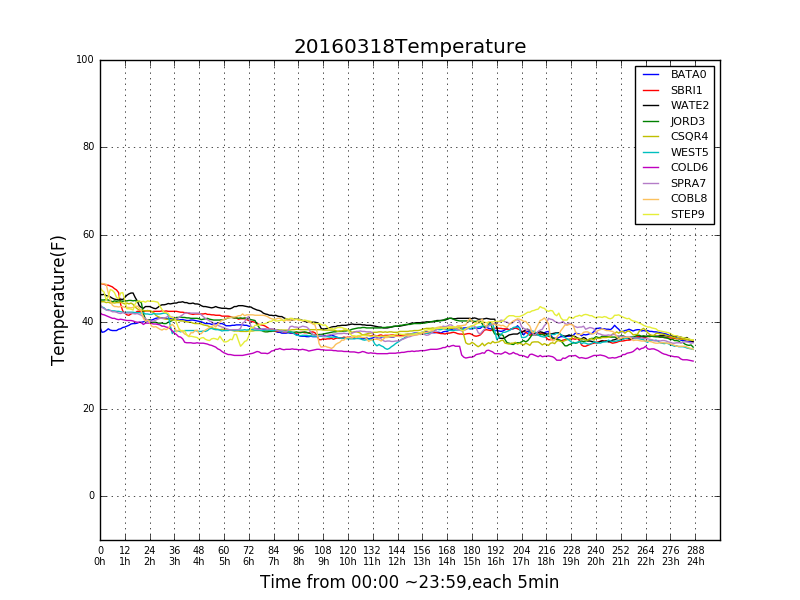 20160318Temperature
100
80
60
40
20
0
Temperature(F)
BATA0
SBRI1
WATE2
JORD3
CSQR4
WEST5
COLD6
SPRA7
COBL8
STEP9
0 12 24 36 48 60 72 84 96 108 120 132 144 156 168 180 192 204 216 228 240 252 264 276 288
0h 1h 2h 3h 4h 5h 6h 7h 8h 9h 10h 11h 12h 13h 14h 15h 16h 17h 18h 19h 20h 21h 22h 23h 24h
Time from 00:00 ~23:59,each 5min